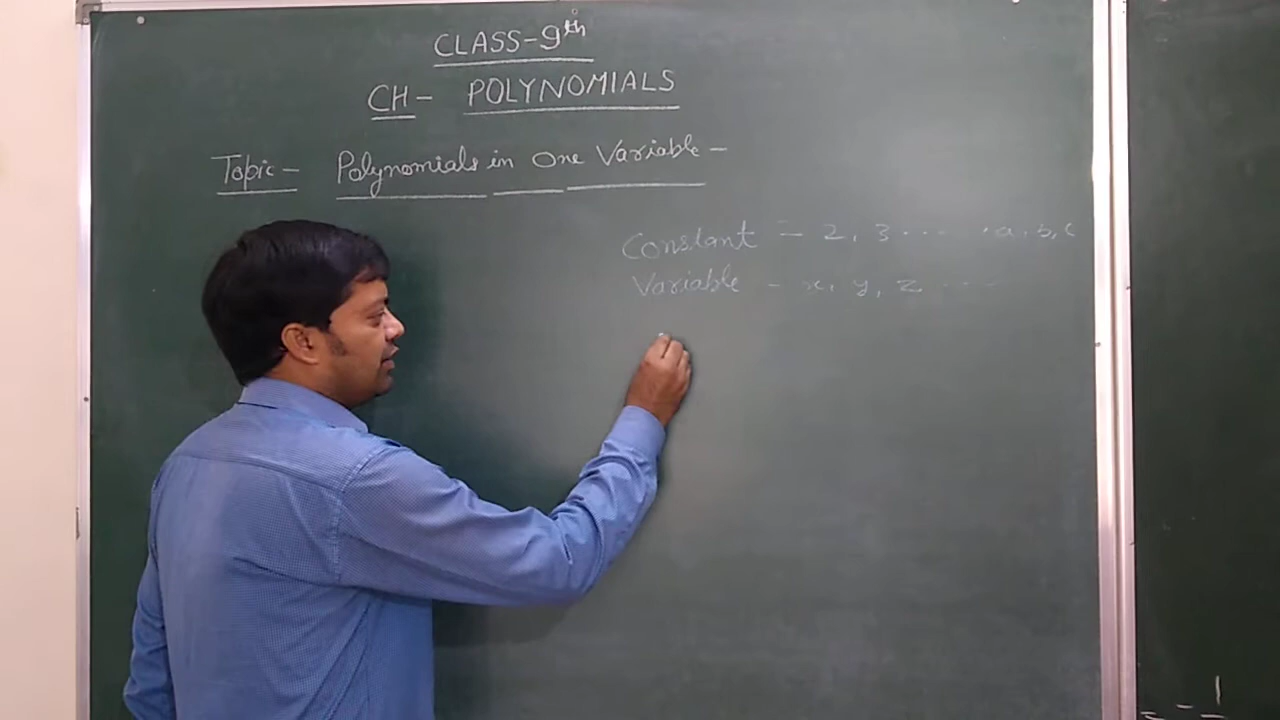 CLASS-9th
CH- POLYNOMIALS
Topic- Polynomials in One Variable-
Constant = 2, 3 ... . a, b, c
Variable - x, y, z ....